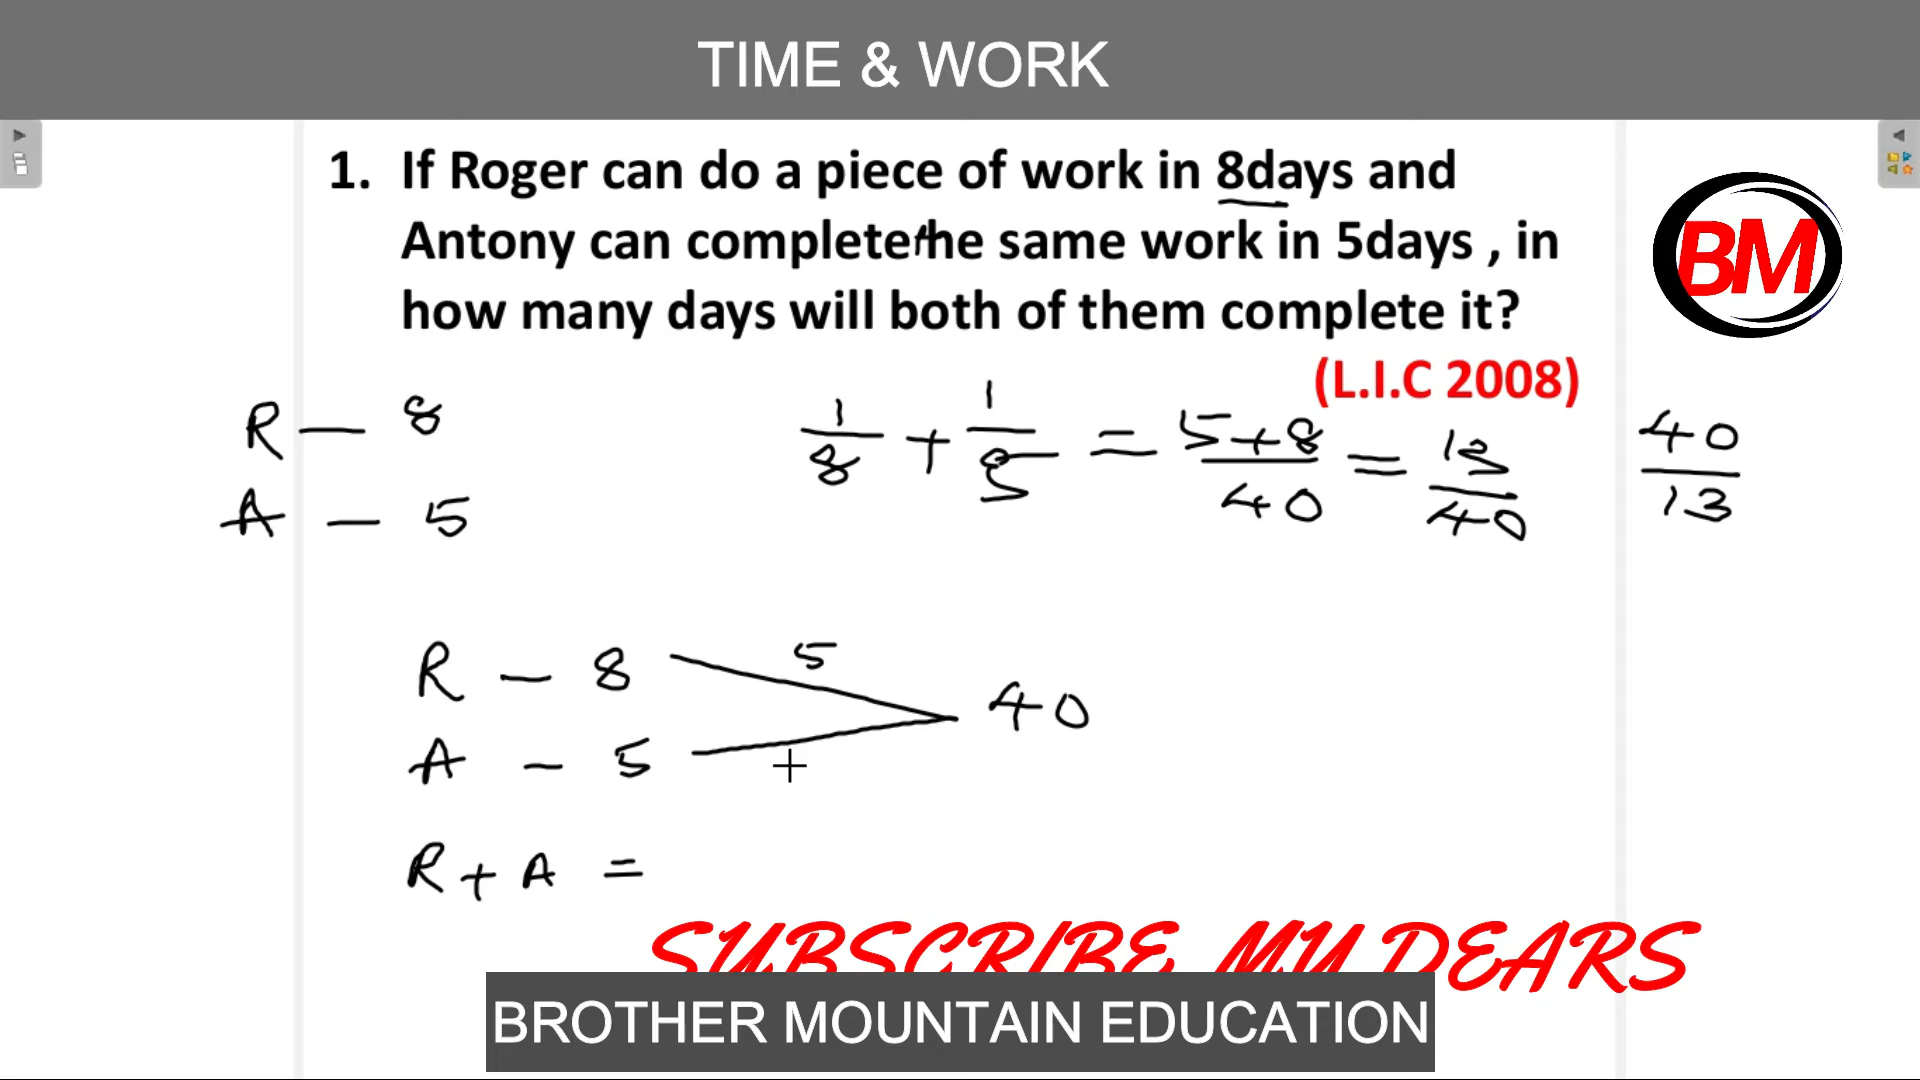 TIME & WORK
1. If Roger can do a piece of work in 8days and
Antony can complete the same work in 5days , in
how many days will both of them complete it?
(L.I.C 2008)
BM
R — 8
A — 5
1/8 + 1/5 = 5+8/40 = 13/40
40/13
R — 8
5
40
A — 5
R + A =
SUBSCRIBE MY DEARS
BROTHER MOUNTAIN EDUCATION